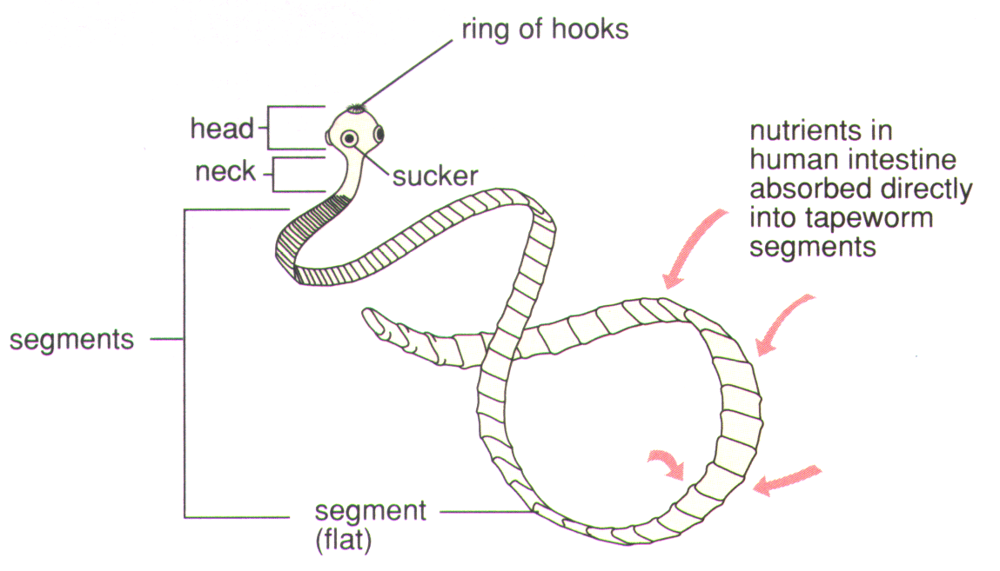 ring of hooks
head
neck
sucker
nutrients in
human intestine
absorbed directly
into tapeworm
segments
segments
segment
(flat)